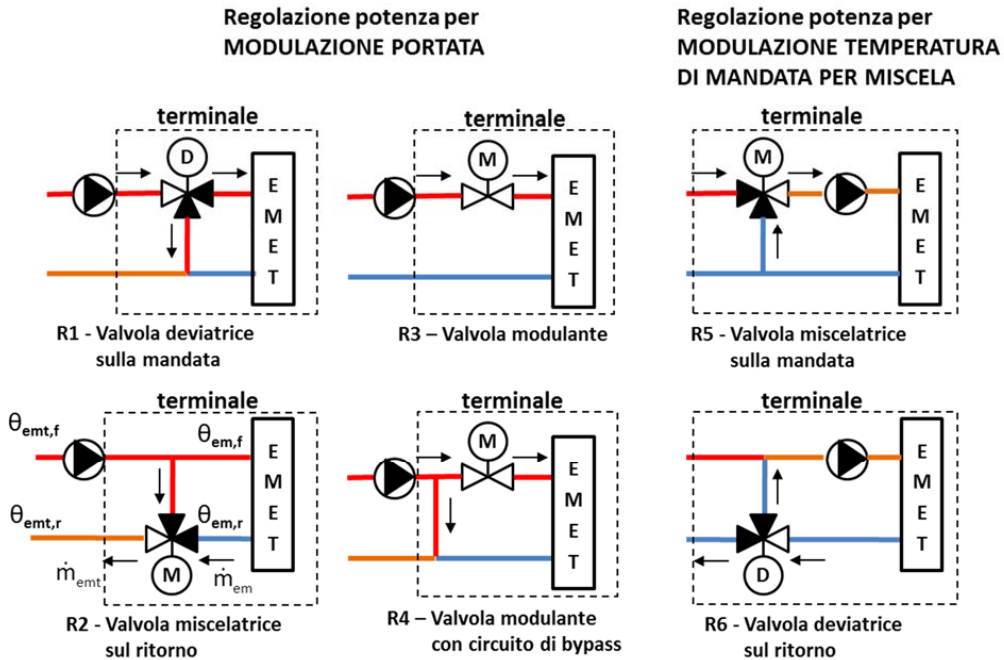 Regolazione potenza per
MODULAZIONE PORTATA
Regolazione potenza per
MODULAZIONE TEMPERATURA
DI MANDATA PER MISCELA
terminale
D
E
M
E
T
R1 - Valvola deviatrice
sulla mandata
terminale
M
E
M
E
T
R3 – Valvola modulante
terminale
M
E
M
E
T
R5 - Valvola miscelatrice
sulla mandata
terminale
θemt,f
θem,f
θemt,r
θem,r
ṁemt
M
ṁem
E
M
E
T
R2 - Valvola miscelatrice
sul ritorno
terminale
M
E
M
E
T
R4 – Valvola modulante
con circuito di bypass
terminale
D
E
M
E
T
R6 - Valvola deviatrice
sul ritorno